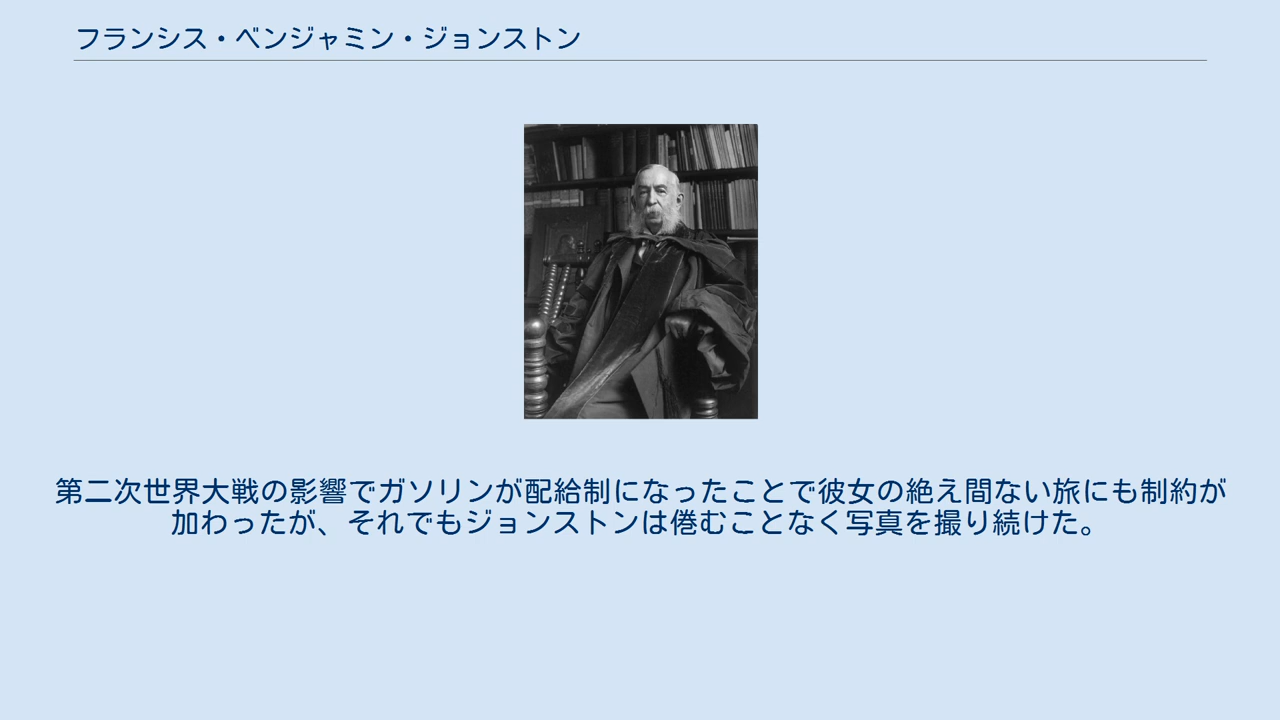 フランシス・ベンジャミン・ジョンストン
第二次世界大戦の影響でガソリンが配給制になったことで彼女の絶え間ない旅にも制約が
加わったが、それでもジョンストンは倦むことなく写真を撮り続けた。